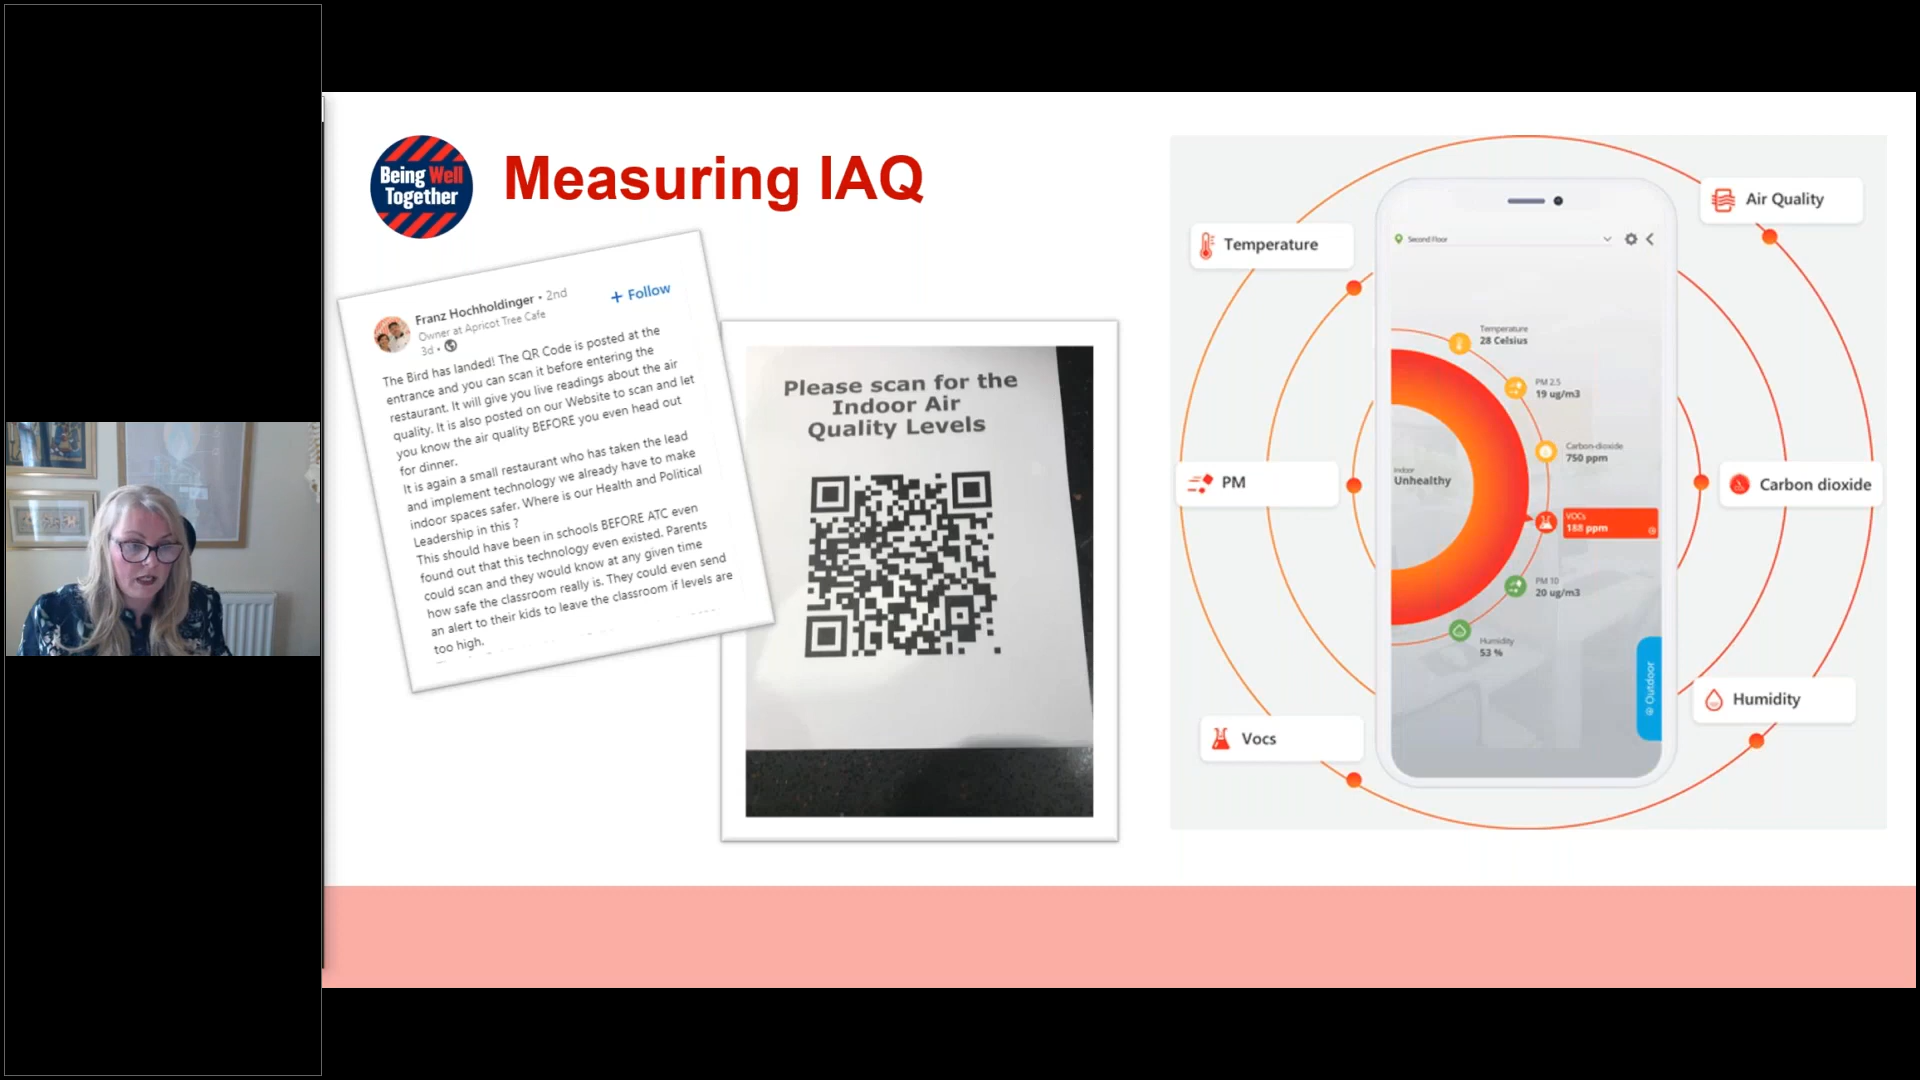 Being Well
Together
Measuring IAQ
Franz Hochholdinger • 2nd
Owner at Apricot Tree Cafe
3d •
+ Follow
The Bird has landed! The QR Code is posted at the
entrance and you can scan it before entering the
restaurant. It will give you live readings about the air
quality. It is also posted on our Website to scan and let
you know the air quality BEFORE you even head out
for dinner.
It is again a small restaurant who has taken the lead
and implement technology we already have to make
indoor spaces safer. Where is our Health and Political
Leadership in this ?
This should have been in schools BEFORE ATC even
found out that this technology even existed. Parents
could scan and they would know at any given time
how safe the classroom really is. They could even send
an alert to their kids to leave the classroom if levels are
too high.
Please scan for the
Indoor Air
Quality Levels
Temperature
PM
Vocs
Air Quality
Carbon dioxide
Humidity
Second Floor
Temperature
28 Celsius
PM 2.5
19 ug/m3
Carbon-dioxide
750 ppm
Indoor
Unhealthy
VOCs
188 ppm
PM 10
20 ug/m3
Humidity
53 %
Outdoor